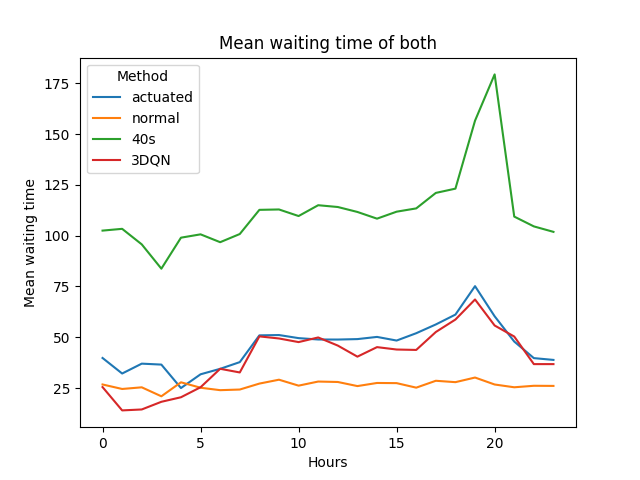 Mean waiting time of both
Method
actuated
normal
40s
3DQN
Mean waiting time
175
150
125
100
75
50
25
0 5 10 15 20
Hours